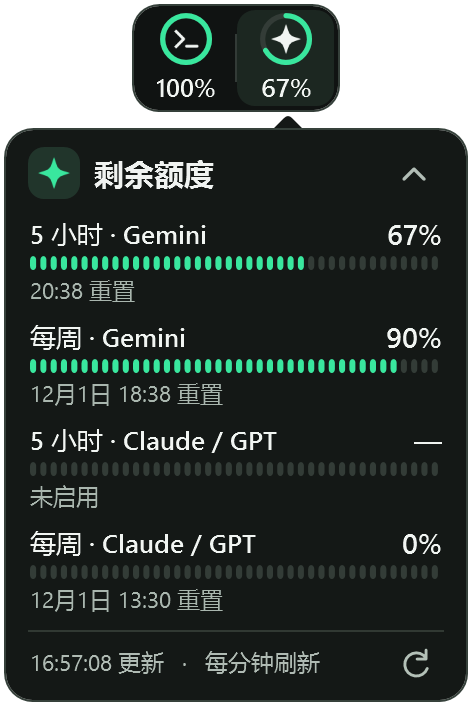 100% 67%
剩余额度
5 小时 · Gemini 67%
20:38 重置
每周 · Gemini 90%
12月1日 18:38 重置
5 小时 · Claude / GPT —
未启用
每周 · Claude / GPT 0%
12月1日 13:30 重置
16:57:08 更新 · 每分钟刷新